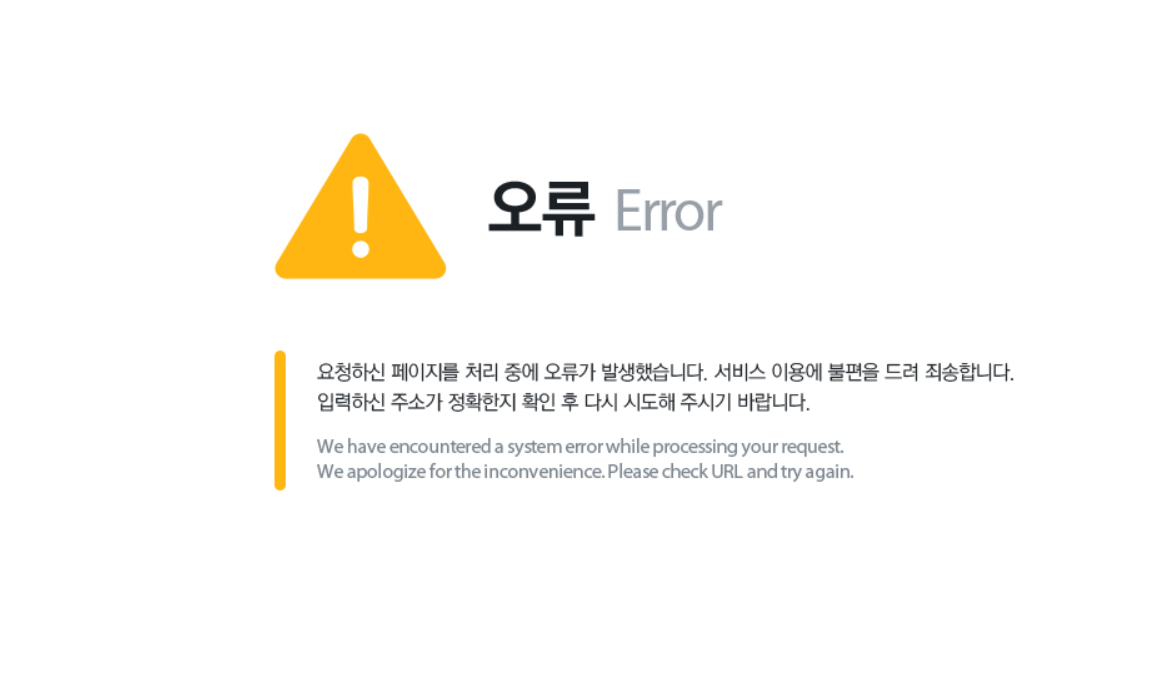 오류 Error
요청하신 페이지를 처리 중에 오류가 발생했습니다. 서비스 이용에 불편을 드려 죄송합니다.
입력하신 주소가 정확한지 확인 후 다시 시도해 주시기 바랍니다.
We have encountered a system error while processing your request.
We apologize for the inconvenience. Please check URL and try again.